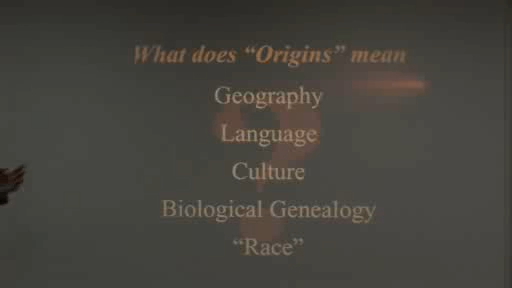 What does “Origins” mean
Geography
Language
Culture
Biological Genealogy
“Race”
?